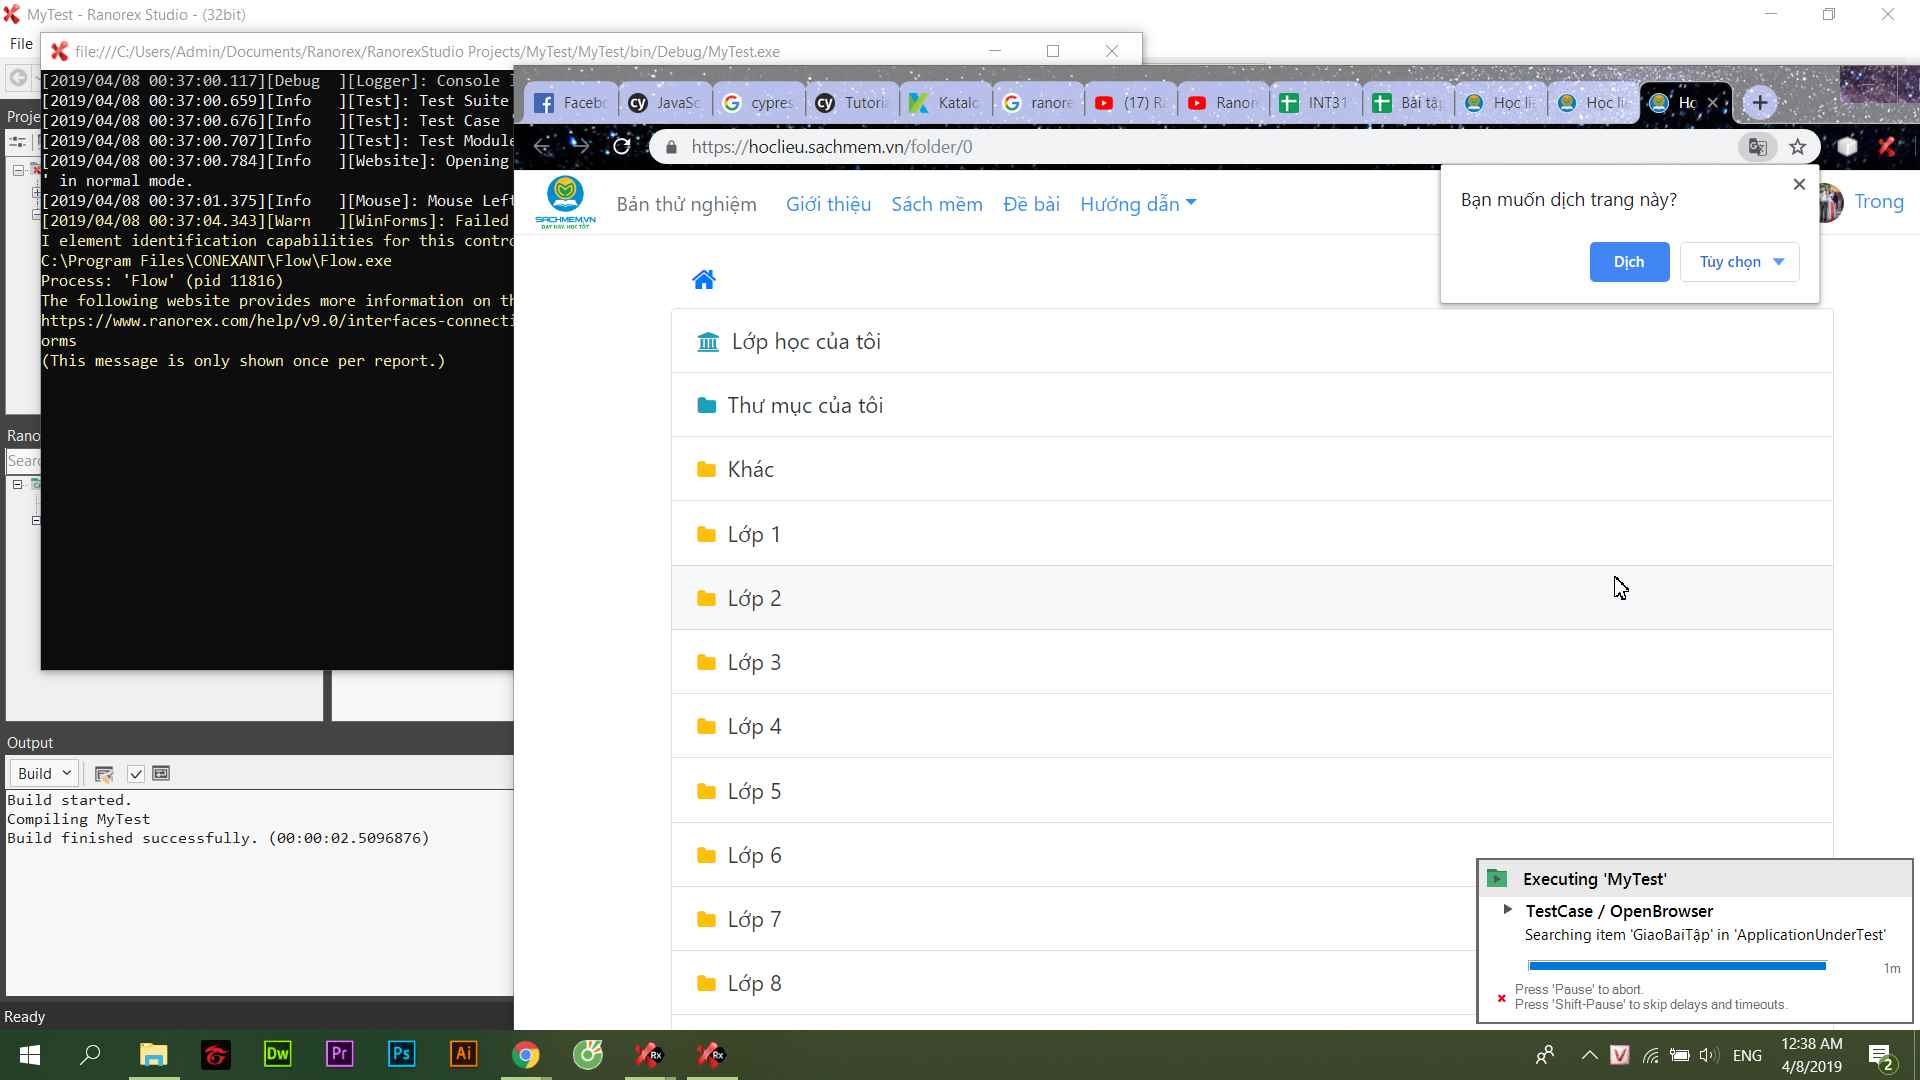 MyTest - Ranorex Studio - (32bit)
File
file:///C:/Users/Admin/Documents/Ranorex/RanorexStudio Projects/MyTest/MyTest/bin/Debug/MyTest.exe
[2019/04/08 00:37:00.117][Debug  ][Logger]: Console
[2019/04/08 00:37:00.659][Info   ][Test]: Test Suite
[2019/04/08 00:37:00.676][Info   ][Test]: Test Case
[2019/04/08 00:37:00.707][Info   ][Test]: Test Module
[2019/04/08 00:37:00.784][Info   ][Website]: Opening
' in normal mode.
[2019/04/08 00:37:01.375][Info   ][Mouse]: Mouse Left
[2019/04/08 00:37:04.343][Warn   ][WinForms]: Failed
I element identification capabilities for this contro
C:\Program Files\CONEXANT\Flow\Flow.exe
Process: 'Flow' (pid 11816)
The following website provides more information on th
https://www.ranorex.com/help/v9.0/interfaces-connecti
orms
(This message is only shown once per report.)
Proje
Rano
Searc
Output
Build
Build started.
Compiling MyTest
Build finished successfully. (00:00:02.5096876)
Ready
Facebo
JavaSc
cypres
Tutoria
Katalo
ranore
(17) Ra
Ranor
INT31
Bài tậ
Học li
Học li
Họ
https://hoclieu.sachmem.vn/folder/0
SACHMEM.VN
DẠY HAY, HỌC TỐT
Bản thử nghiệm
Giới thiệu
Sách mềm
Đề bài
Hướng dẫn
Trong
Bạn muốn dịch trang này?
Dịch
Tùy chọn
Lớp học của tôi
Thư mục của tôi
Khác
Lớp 1
Lớp 2
Lớp 3
Lớp 4
Lớp 5
Lớp 6
Lớp 7
Lớp 8
Executing 'MyTest'
TestCase / OpenBrowser
Searching item 'GiaoBaiTập' in 'ApplicationUnderTest'
1m
Press 'Pause' to abort.
Press 'Shift-Pause' to skip delays and timeouts.
Dw
Pr
Ps
Ai
Rx
Rx
V
ENG
12:38 AM
4/8/2019
2